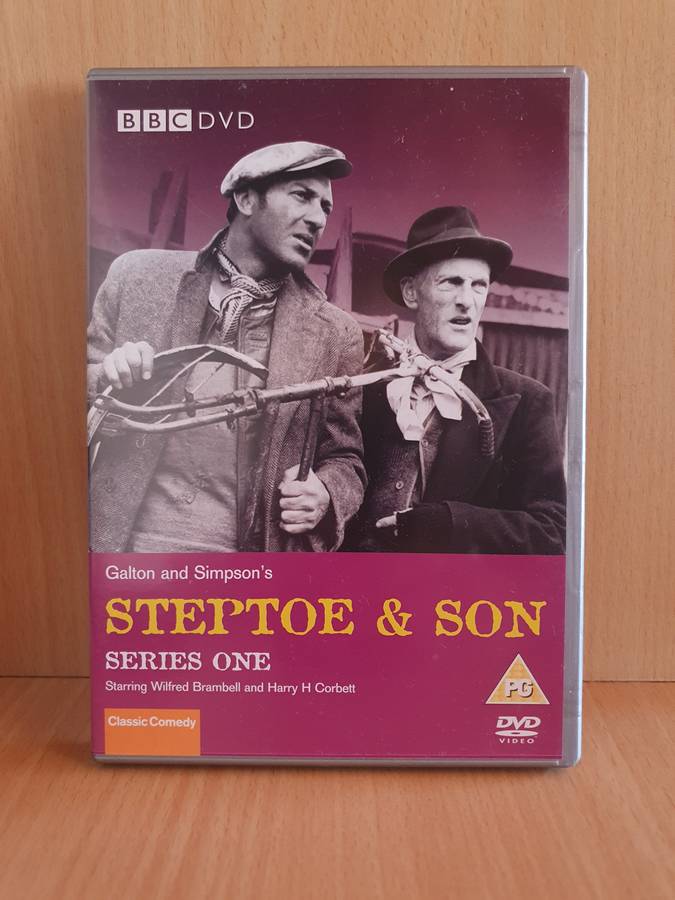 BBC DVD
Galton and Simpson's
STEPTOE & SON
SERIES ONE
Starring Wilfred Brambell and Harry H Corbett
PG
Classic Comedy
DVD
VIDEO